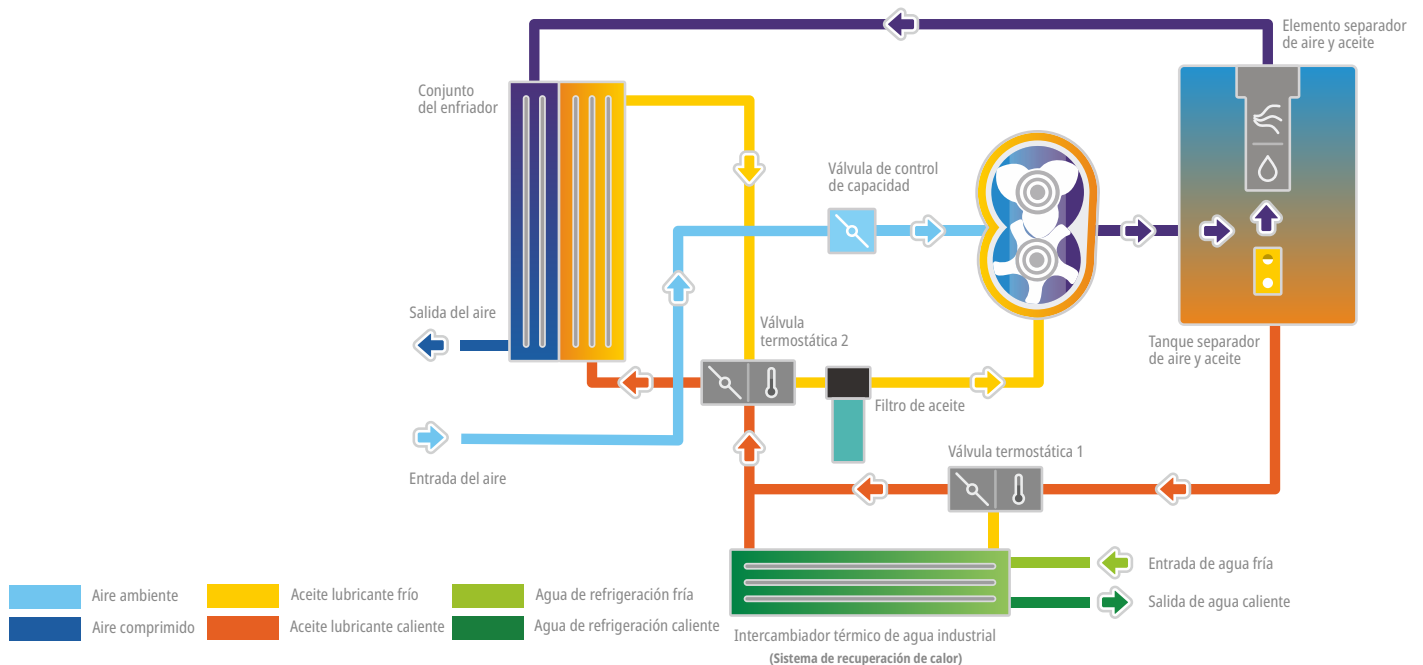 Elemento separador
de aire y aceite
Conjunto
del enfriador
Válvula de control
de capacidad
Salida del aire
Válvula
termostática 2
Tanque separador
de aire y aceite
Filtro de aceite
Entrada del aire
Válvula termostática 1
Entrada de agua fría
Salida de agua caliente
Aire ambiente
Aceite lubricante frío
Agua de refrigeración fría
Aire comprimido
Aceite lubricante caliente
Agua de refrigeración caliente
Intercambiador térmico de agua industrial
(Sistema de recuperación de calor)